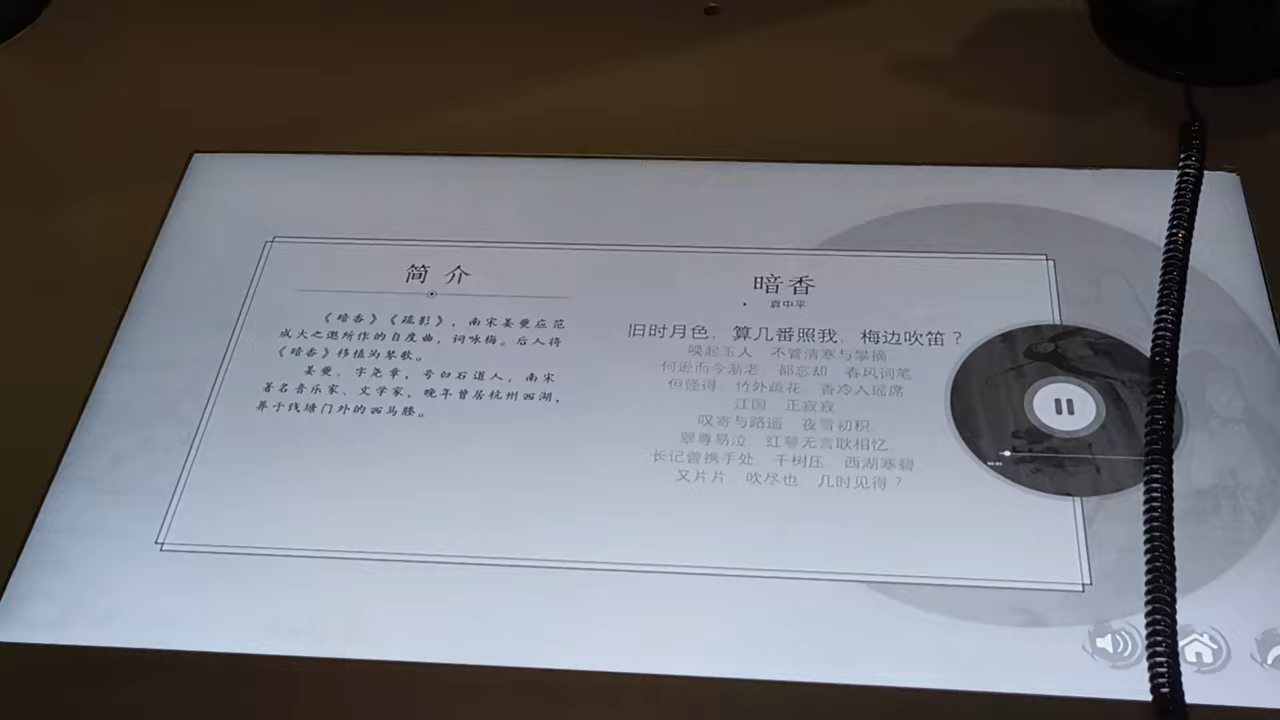 简 介
《暗香》《疏影》，南宋姜夔应范
成大之邀所作的自度曲，词咏梅。后人将
《暗香》移植为琴歌。
姜夔，字尧章，号白石道人，南宋
著名音乐家、文学家，晚年曾居杭州西湖，
葬于钱塘门外的西马塍。
暗香
· 袁中平
旧时月色，算几番照我，梅边吹笛？
唤起玉人 不管清寒与攀摘
何逊而今渐老 都忘却 春风词笔
但怪得 竹外疏花 香冷入瑶席
江国 正寂寂
叹寄与路遥 夜雪初积
翠尊易泣 红萼无言耿相忆
长记曾携手处 千树压 西湖寒碧
又片片 吹尽也 几时见得？